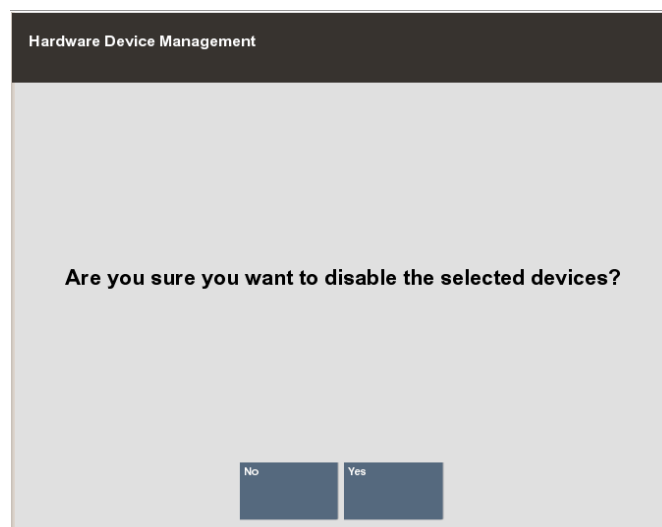 Hardware Device Management
Are you sure you want to disable the selected devices?
No
Yes